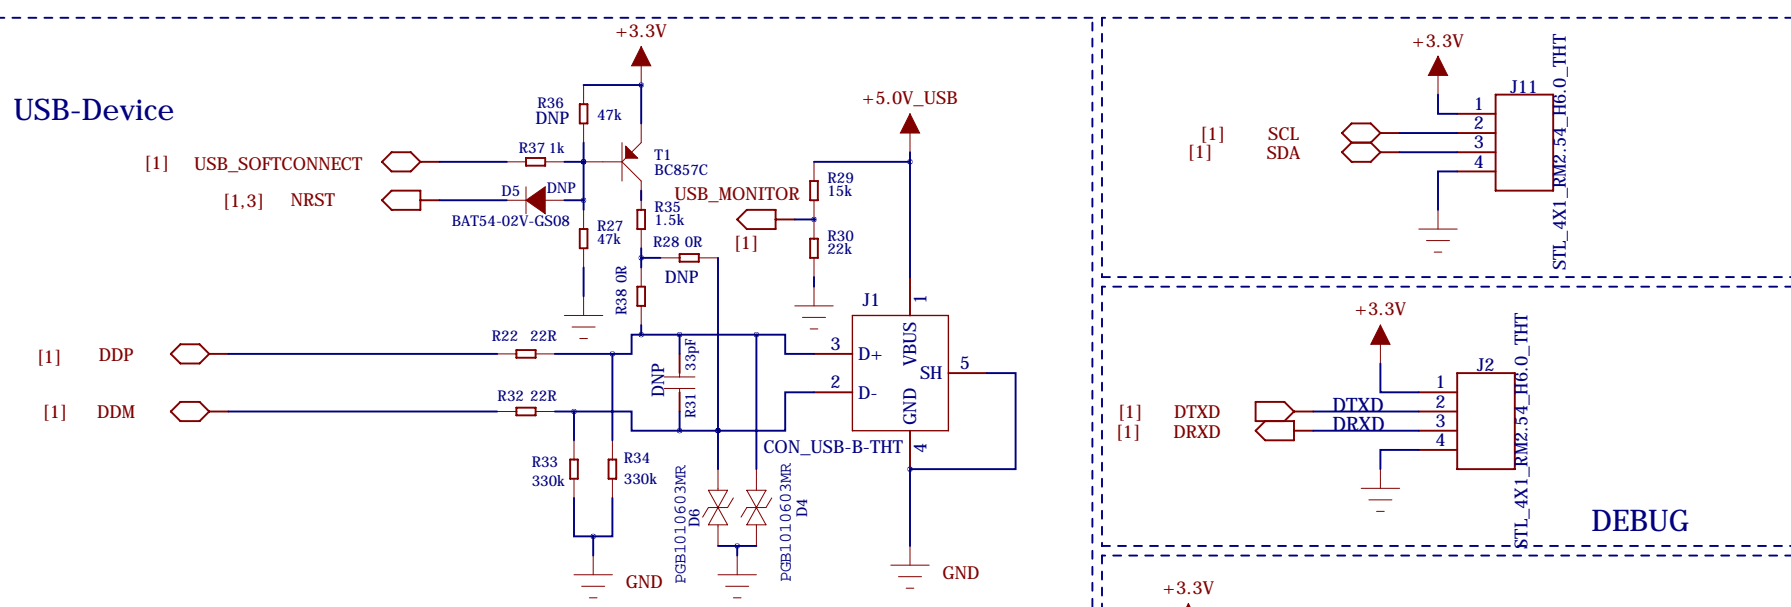 USB-Device
+3.3V
R36
DNP
47k
[1] USB_SOFTCONNECT
R37 1k
T1
BC857C
[1,3] NRST
D5
DNP
BAT54-02V-GS08
R27
47k
R35
1.5k
R28 0R
DNP
R38 0R
+5.0V_USB
USB_MONITOR
[1]
R29
15k
R30
22k
J1
1
VBUS
3
D+
2
D-
SH
5
GND
4
CON_USB-B-THT
[1] DDP
R22 22R
[1] DDM
R32 22R
DNP
33pF
R31
R33
330k
R34
330k
GND
PGB1010603MR
D6
PGB1010603MR
D4
GND
+3.3V
J11
1
2
3
4
[1] SCL
[1] SDA
STL_4X1_RM2.54_H6.0_THT
+3.3V
J2
1
2
3
4
[1] DTXD
DTXD
[1] DRXD
DRXD
STL_4X1_RM2.54_H6.0_THT
DEBUG
+3.3V